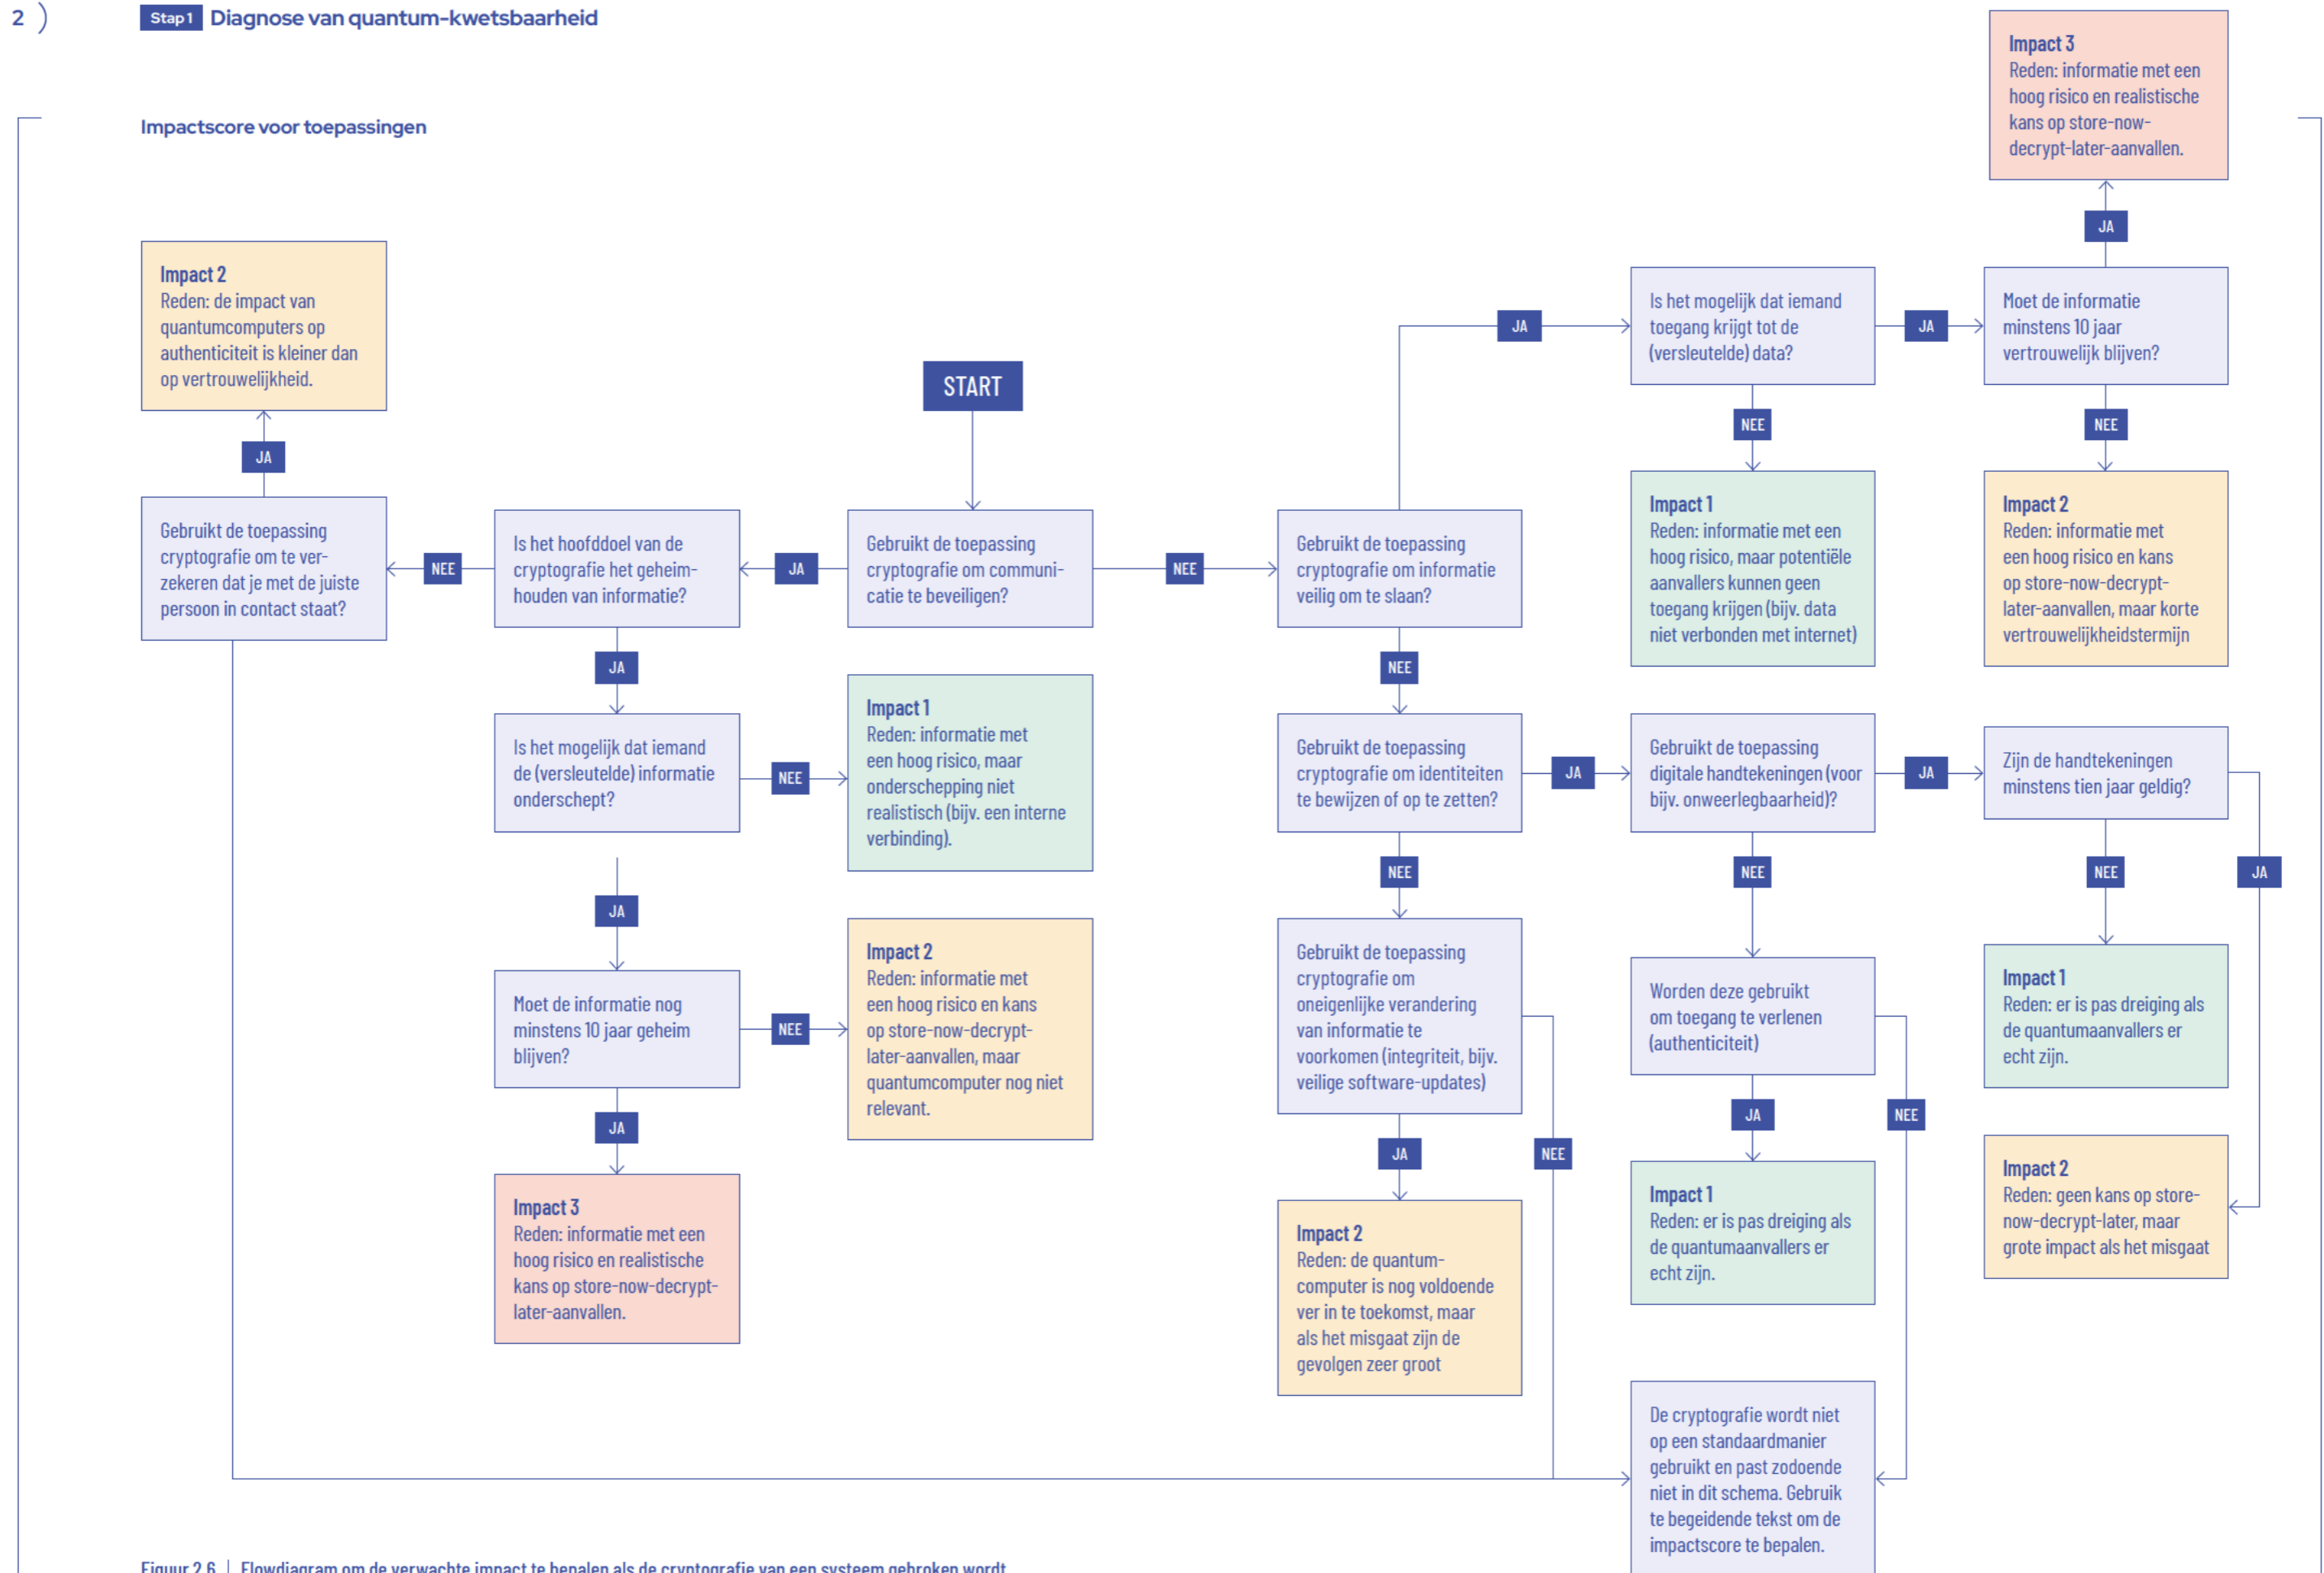 2
Stap 1 Diagnose van quantum-kwetsbaarheid
Impactscore voor toepassingen
Impact 3
Reden: informatie met een
hoog risico en realistische
kans op store-now-
decrypt-later-aanvallen.
JA
Impact 2
Reden: de impact van
quantumcomputers op
authenticiteit is kleiner dan
op vertrouwelijkheid.
JA
START
JA
Is het mogelijk dat iemand
toegang krijgt tot de
(versleutelde) data?
JA
Moet de informatie
minstens 10 jaar
vertrouwelijk blijven?
NEE
NEE
Gebruikt de toepassing
cryptografie om te ver-
zekeren dat je met de juiste
persoon in contact staat?
NEE
Is het hoofddoel van de
cryptografie het geheim-
houden van informatie?
JA
Gebruikt de toepassing
cryptografie om communi-
catie te beveiligen?
NEE
Gebruikt de toepassing
cryptografie om informatie
veilig om te slaan?
Impact 1
Reden: informatie met een
hoog risico, maar potentiële
aanvallers kunnen geen
toegang krijgen (bijv. data
niet verbonden met internet)
Impact 2
Reden: informatie met
een hoog risico en kans
op store-now-decrypt-
later-aanvallen, maar korte
vertrouwelijkheidstermijn
JA
NEE
Is het mogelijk dat iemand
de (versleutelde) informatie
onderschept?
NEE
Impact 1
Reden: informatie met
een hoog risico, maar
onderschepping niet
realistisch (bijv. een interne
verbinding).
Gebruikt de toepassing
cryptografie om identiteiten
te bewijzen of op te zetten?
JA
Gebruikt de toepassing
digitale handtekeningen (voor
bijv. onweerlegbaarheid)?
JA
Zijn de handtekeningen
minstens tien jaar geldig?
NEE
NEE
NEE
JA
JA
Moet de informatie nog
minstens 10 jaar geheim
blijven?
NEE
Impact 2
Reden: informatie met
een hoog risico en kans
op store-now-decrypt-
later-aanvallen, maar
quantumcomputer nog niet
relevant.
Gebruikt de toepassing
cryptografie om
oneigenlijke verandering
van informatie te
voorkomen (integriteit, bijv.
veilige software-updates)
Worden deze gebruikt
om toegang te verlenen
(authenticiteit)
Impact 1
Reden: er is pas dreiging als
de quantumaanvallers er
echt zijn.
JA
JA
NEE
JA
NEE
Impact 3
Reden: informatie met een
hoog risico en realistische
kans op store-now-decrypt-
later-aanvallen.
Impact 2
Reden: de quantum-
computer is nog voldoende
ver in te toekomst, maar
als het misgaat zijn de
gevolgen zeer groot
Impact 1
Reden: er is pas dreiging als
de quantumaanvallers er
echt zijn.
Impact 2
Reden: geen kans op store-
now-decrypt-later, maar
grote impact als het misgaat
De cryptografie wordt niet
op een standaardmanier
gebruikt en past zodoende
niet in dit schema. Gebruik
te begeidende tekst om de
impactscore te bepalen.
Figuur 2.6 | Flowdiagram om de verwachte impact te bepalen als de cryptografie van een systeem gebroken wordt